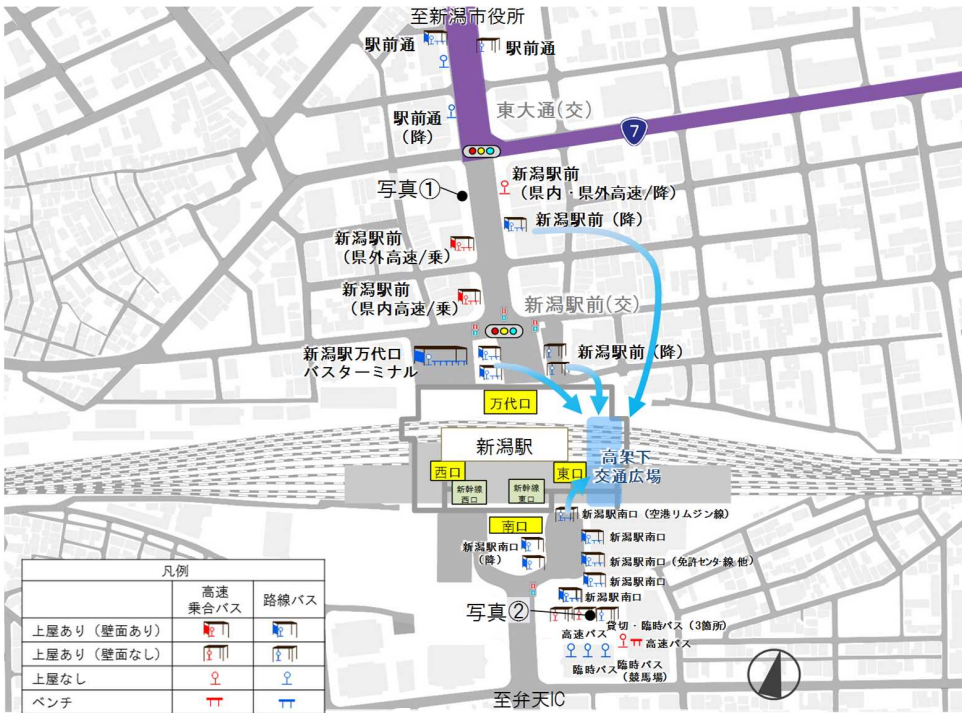 至新潟市役所
駅前通
駅前通
東大通(交)
7
駅前通
(降)
写真①
新潟駅前
(県内・県外高速/降)
新潟駅前(降)
新潟駅前
(県外高速/乗)
新潟駅前
(県内高速/乗)
新潟駅前(交)
新潟駅万代口
バスターミナル
新潟駅前(降)
万代口
新潟駅
高架下
交通広場
西口
東口
新幹線
西口
新幹線
東口
南口
新潟駅南口(空港リムジン線)
新潟駅南口
新潟駅南口
(降)
新潟駅南口(免許センター線 他)
新潟駅南口
新潟駅南口
写真②
貸切・臨時バス(3箇所)
高速バス
高速バス
臨時バス
臨時バス
(競馬場)
至弁天IC
凡例
高速
乗合バス
路線バス
上屋あり(壁面あり)
上屋あり(壁面なし)
上屋なし
ベンチ